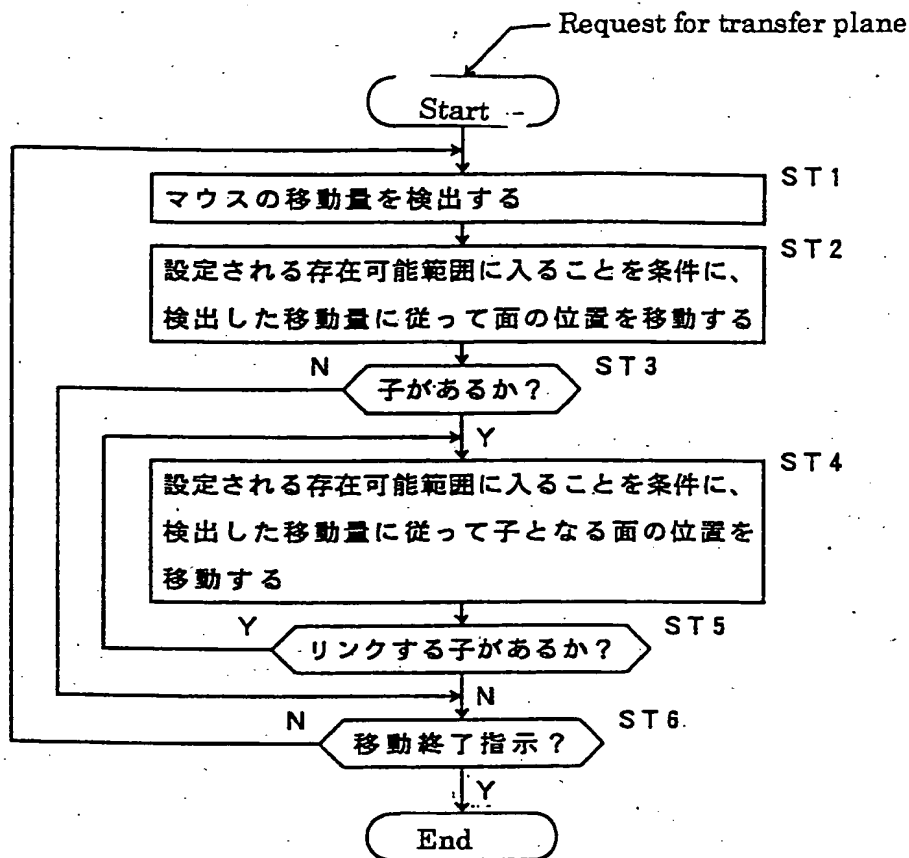 Request for transfer plane
Start
ST1
マウスの移動量を検出する
ST2
設定される存在可能範囲に入ることを条件に、
検出した移動量に従って面の位置を移動する
N
ST3
子があるか?
Y
ST4
設定される存在可能範囲に入ることを条件に、
検出した移動量に従って子となる面の位置を
移動する
Y
ST5
リンクする子があるか?
N
N
ST6
移動終了指示?
Y
End